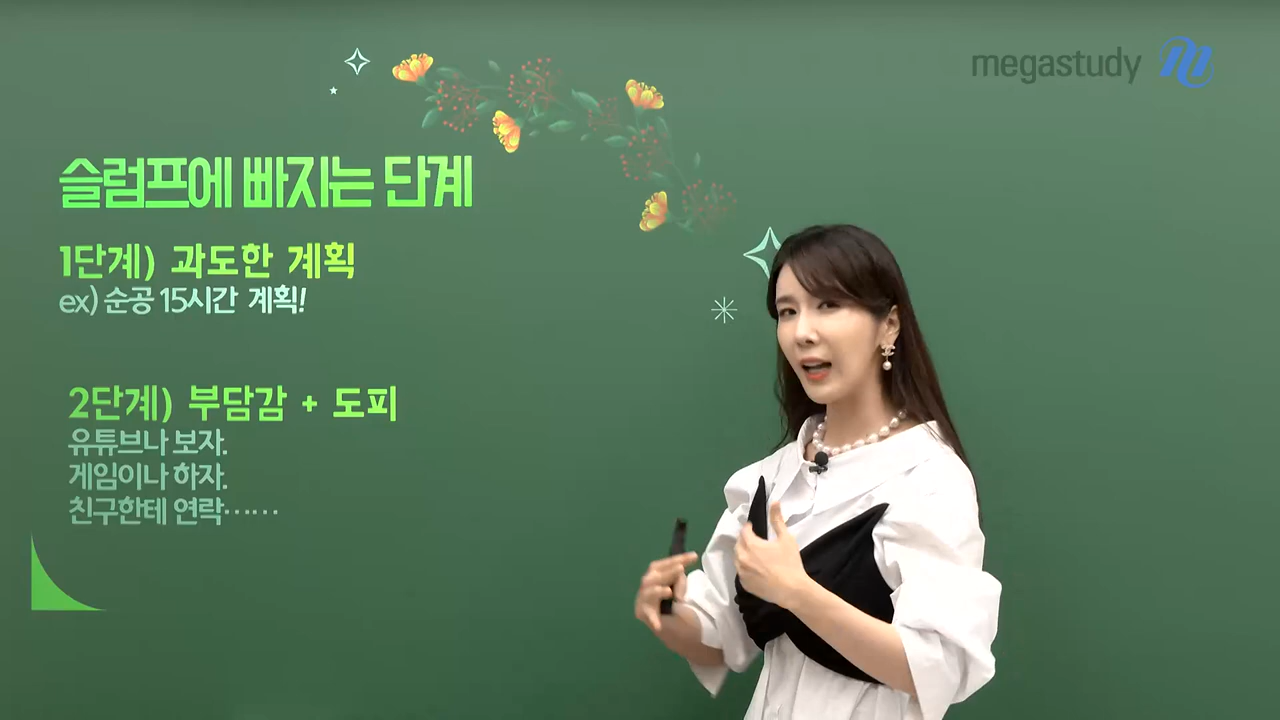 megastudy
슬럼프에 빠지는 단계
1단계) 과도한 계획
ex) 순공 15시간 계획!
2단계) 부담감 + 도피
유튜브나 보자.
게임이나 하자.
친구한테 연락……